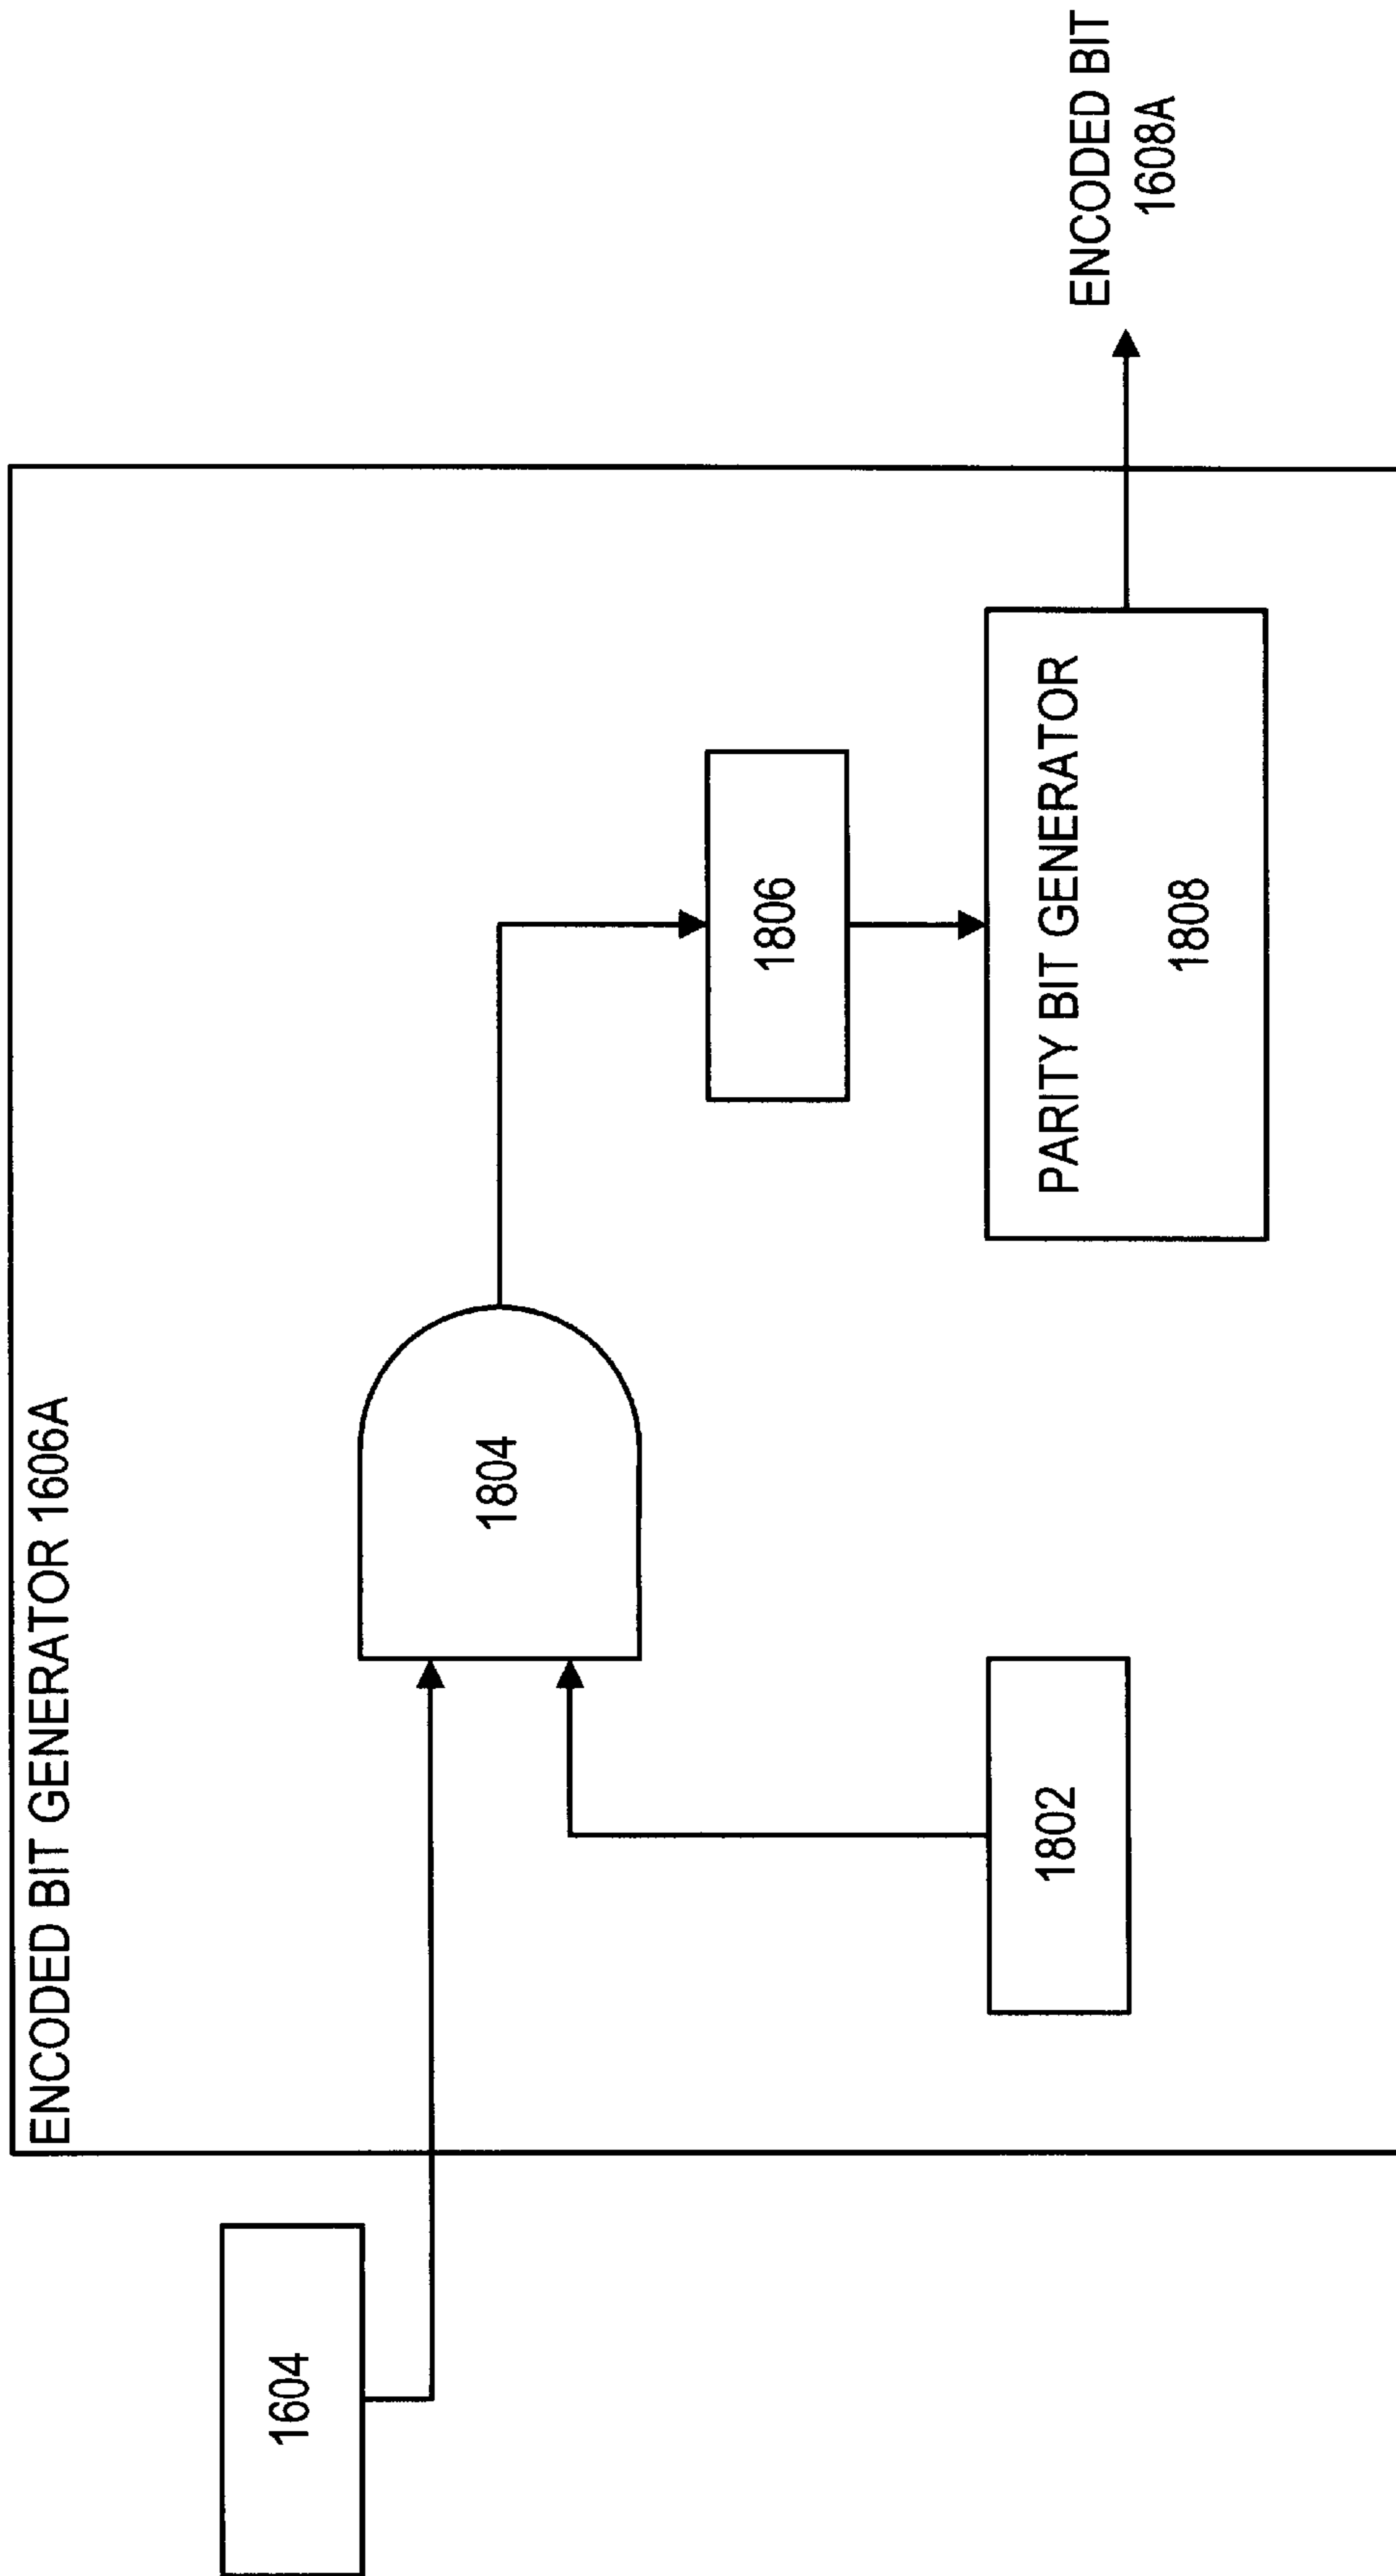 ENCODED BIT GENERATOR 1606A
1604
1804
1802
1806
PARITY BIT GENERATOR
1808
ENCODED BIT
1608A